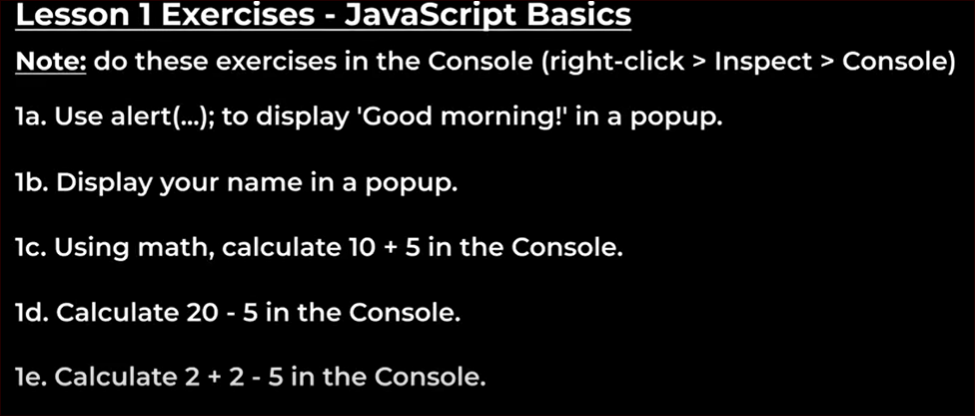 Lesson 1 Exercises - JavaScript Basics
Note: do these exercises in the Console (right-click > Inspect > Console)
1a. Use alert(...); to display 'Good morning!' in a popup.
1b. Display your name in a popup.
1c. Using math, calculate 10 + 5 in the Console.
1d. Calculate 20 - 5 in the Console.
1e. Calculate 2 + 2 - 5 in the Console.